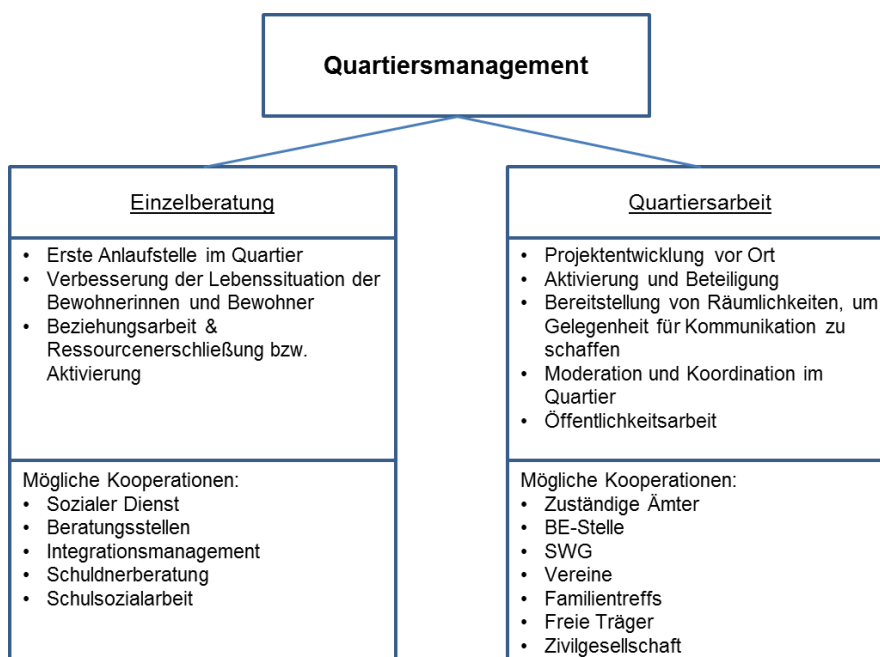 Quartiersmanagement
Einzelberatung
• Erste Anlaufstelle im Quartier
• Verbesserung der Lebenssituation der
Bewohnerinnen und Bewohner
• Beziehungsarbeit &
Ressourcenerschließung bzw.
Aktivierung
Mögliche Kooperationen:
• Sozialer Dienst
• Beratungsstellen
• Integrationsmanagement
• Schuldnerberatung
• Schulsozialarbeit
Quartiersarbeit
• Projektentwicklung vor Ort
• Aktivierung und Beteiligung
• Bereitstellung von Räumlichkeiten, um
Gelegenheit für Kommunikation zu
schaffen
• Moderation und Koordination im
Quartier
• Öffentlichkeitsarbeit
Mögliche Kooperationen:
• Zuständige Ämter
• BE-Stelle
• SWG
• Vereine
• Familientreffs
• Freie Träger
• Zivilgesellschaft